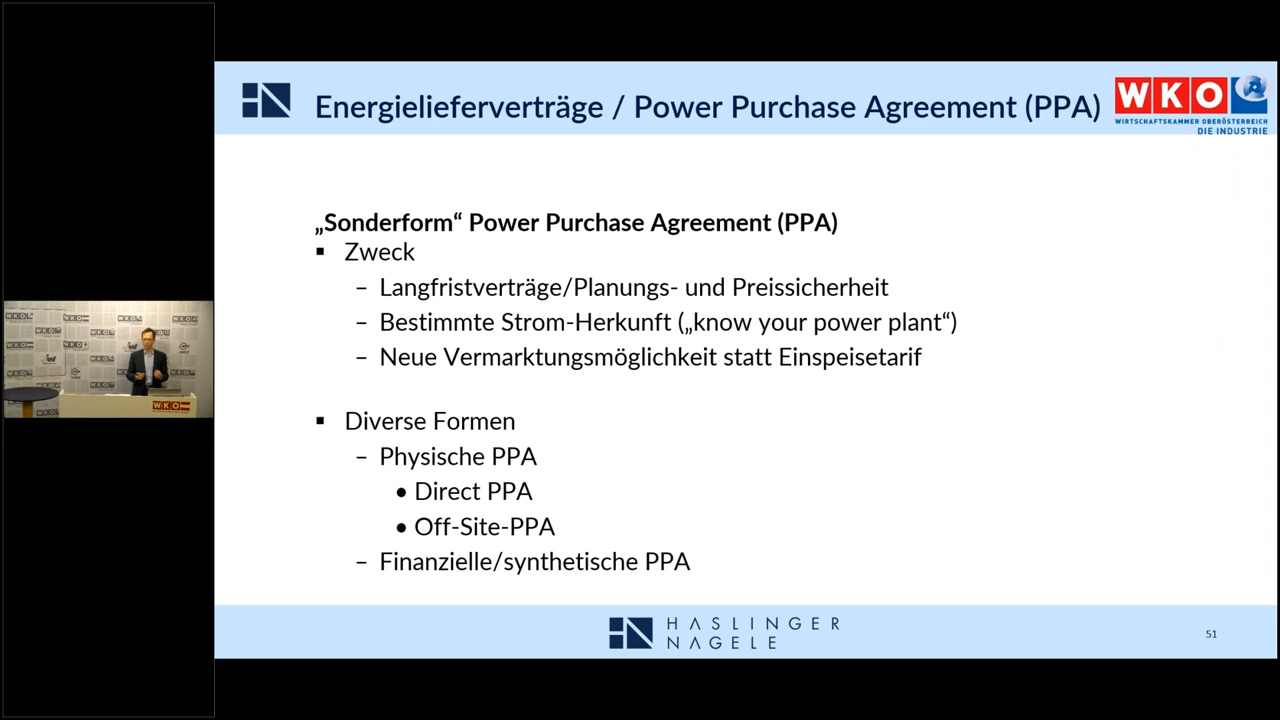 Energielieferverträge / Power Purchase Agreement (PPA)
WKO
WIRTSCHAFTSKAMMER OBERÖSTERREICH
DIE INDUSTRIE
„Sonderform“ Power Purchase Agreement (PPA)
▪ Zweck
– Langfristverträge/Planungs- und Preissicherheit
– Bestimmte Strom-Herkunft („know your power plant“)
– Neue Vermarktungsmöglichkeit statt Einspeisetarif
▪ Diverse Formen
– Physische PPA
• Direct PPA
• Off-Site-PPA
– Finanzielle/synthetische PPA
WKO
HASLINGER
NAGELE
51